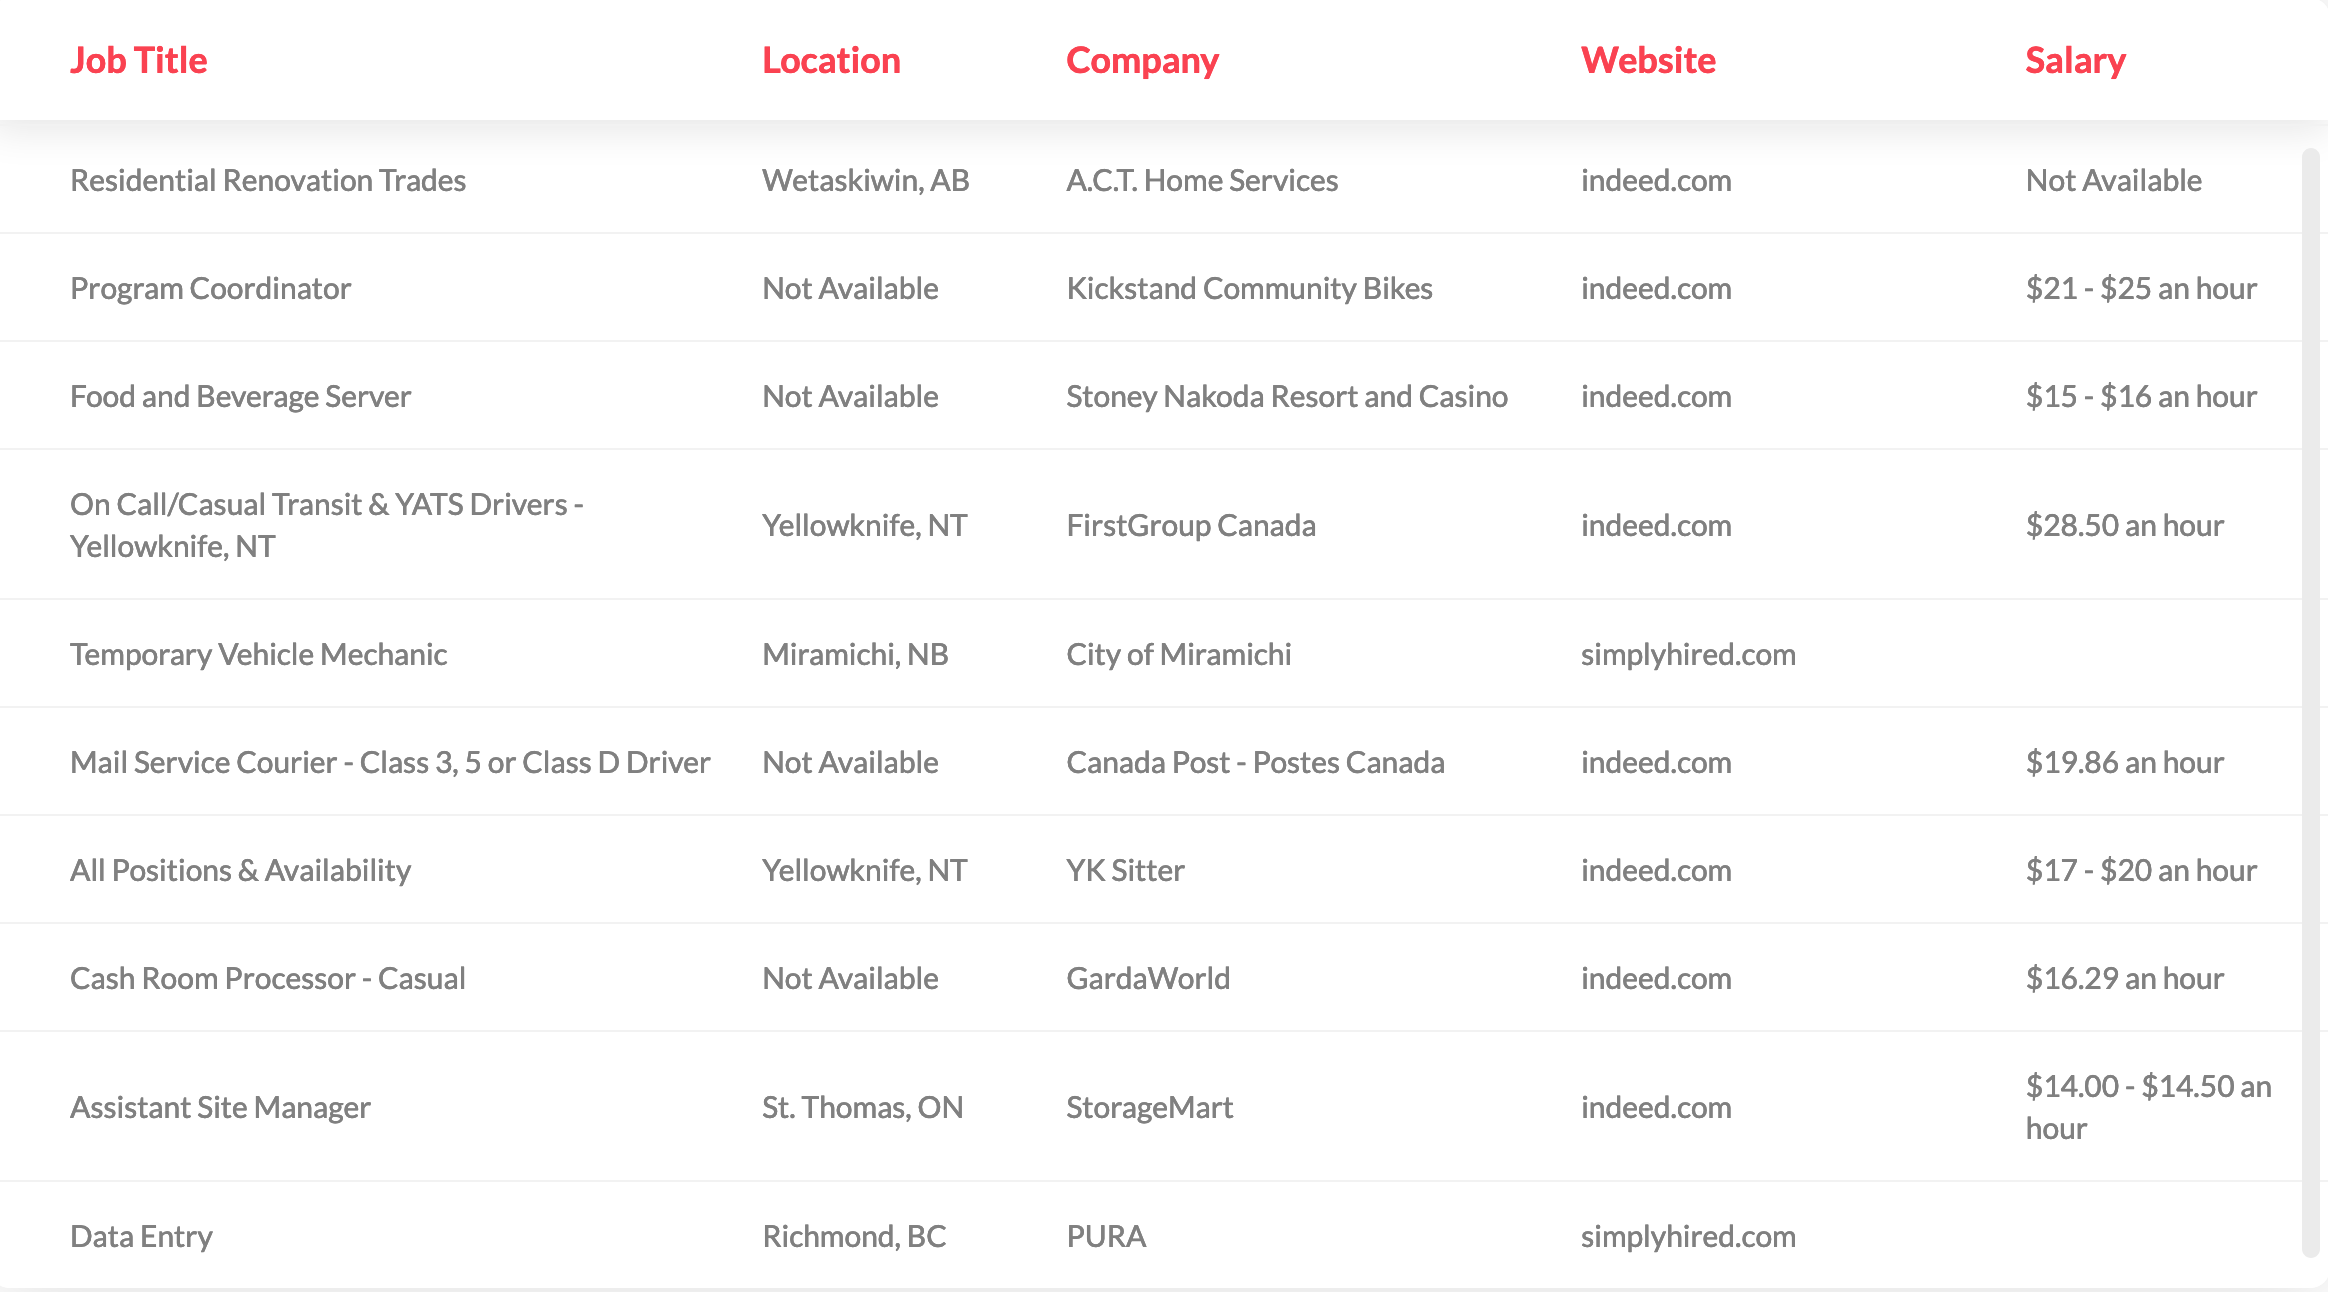 Job Title Location Company Website Salary
Residential Renovation Trades Wetaskiwin, AB A.C.T. Home Services indeed.com Not Available
Program Coordinator Not Available Kickstand Community Bikes indeed.com $21 - $25 an hour
Food and Beverage Server Not Available Stoney Nakoda Resort and Casino indeed.com $15 - $16 an hour
On Call/Casual Transit & YATS Drivers -
Yellowknife, NT
Yellowknife, NT FirstGroup Canada indeed.com $28.50 an hour
Temporary Vehicle Mechanic Miramichi, NB City of Miramichi simplyhired.com
Mail Service Courier - Class 3, 5 or Class D Driver Not Available Canada Post - Postes Canada indeed.com $19.86 an hour
All Positions & Availability Yellowknife, NT YK Sitter indeed.com $17 - $20 an hour
Cash Room Processor - Casual Not Available GardaWorld indeed.com $16.29 an hour
Assistant Site Manager St. Thomas, ON StorageMart indeed.com $14.00 - $14.50 an
hour
Data Entry Richmond, BC PURA simplyhired.com